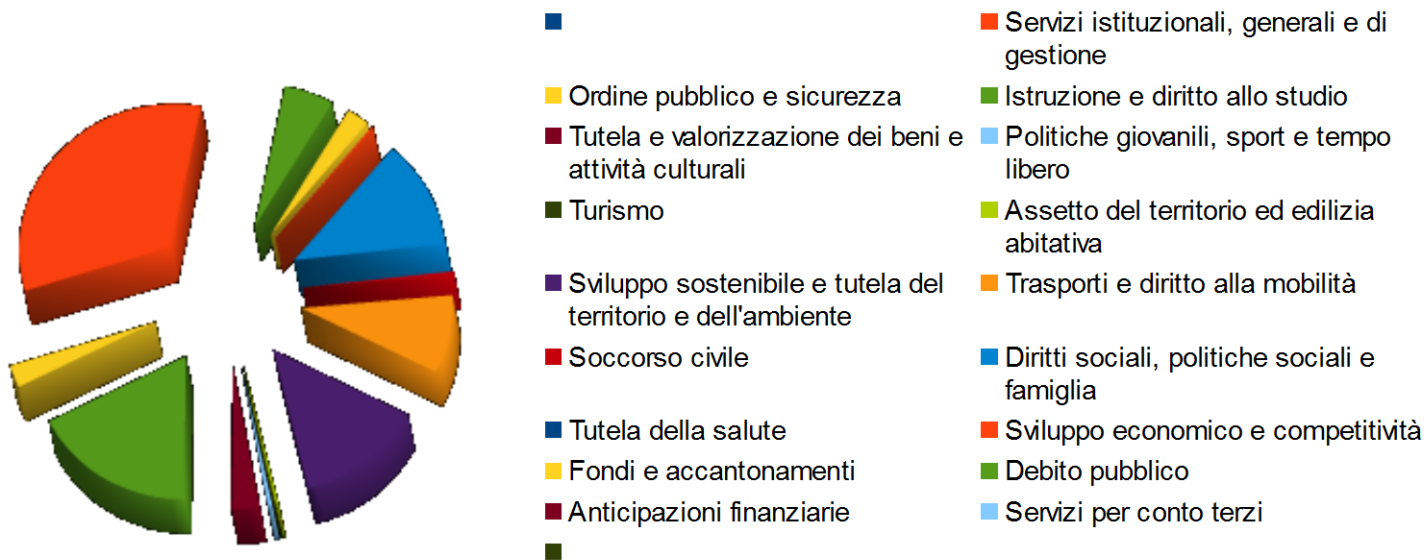 Servizi istituzionali, generali e di
gestione
Ordine pubblico e sicurezza
Istruzione e diritto allo studio
Tutela e valorizzazione dei beni e
attività culturali
Politiche giovanili, sport e tempo
libero
Turismo
Assetto del territorio ed edilizia
abitativa
Sviluppo sostenibile e tutela del
territorio e dell'ambiente
Trasporti e diritto alla mobilità
Soccorso civile
Diritti sociali, politiche sociali e
famiglia
Tutela della salute
Sviluppo economico e competitività
Fondi e accantonamenti
Debito pubblico
Anticipazioni finanziarie
Servizi per conto terzi